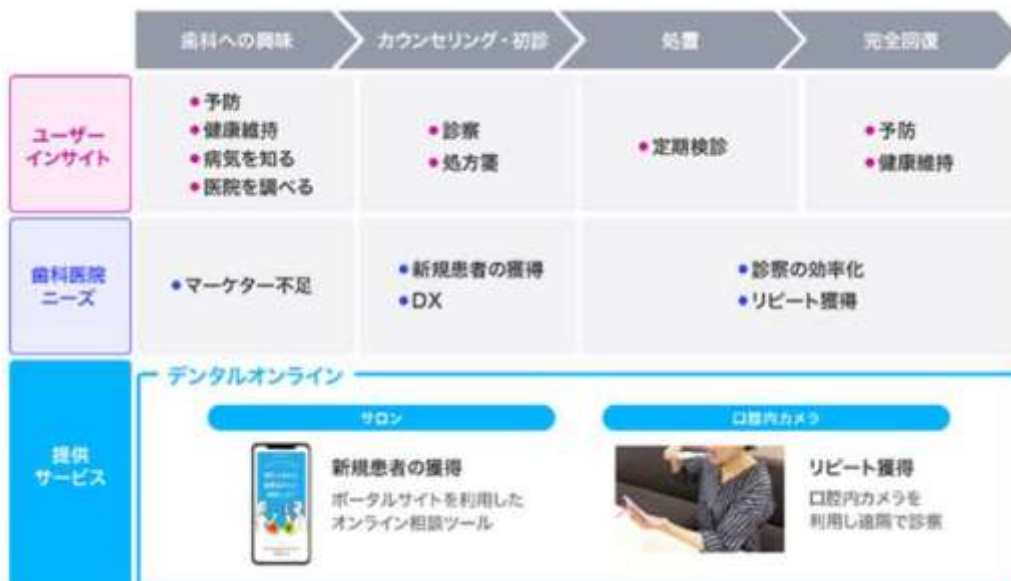 歯科への興味
カウンセリング・初診
処置
完全回復
ユーザー
インサイト
●予防
●健康維持
●病気を知る
●医院を調べる
●診察
●処方箋
●定期検診
●予防
●健康維持
歯科医院
ニーズ
●マーケター不足
●新規患者の獲得
●DX
●診察の効率化
●リピート獲得
提供
サービス
デンタルオンライン
サロン
新規患者の獲得
ポータルサイトを利用した
オンライン相談ツール
口腔内カメラ
リピート獲得
口腔内カメラを
利用し遠隔で診察